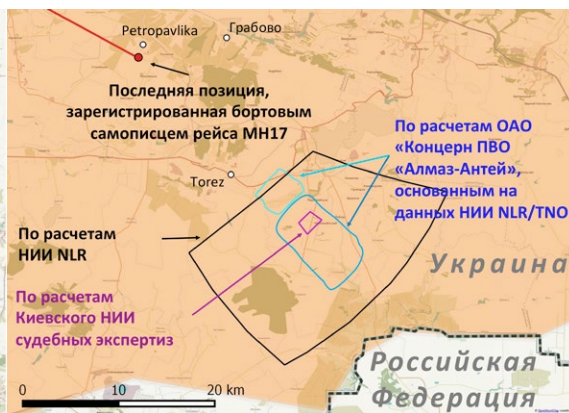 Petropavlika
Грабово
Последняя позиция,
зарегистрированная бортовым
самописцем рейса MH17
По расчетам ОАО
«Концерн ПВО
«Алмаз-Антей»,
основанным на
данных НИИ NLR/TNO
Torez
По расчетам
НИИ NLR
Украина
По расчетам
Киевского НИИ
судебных экспертиз
Российская
Федерация
0 10 20 km